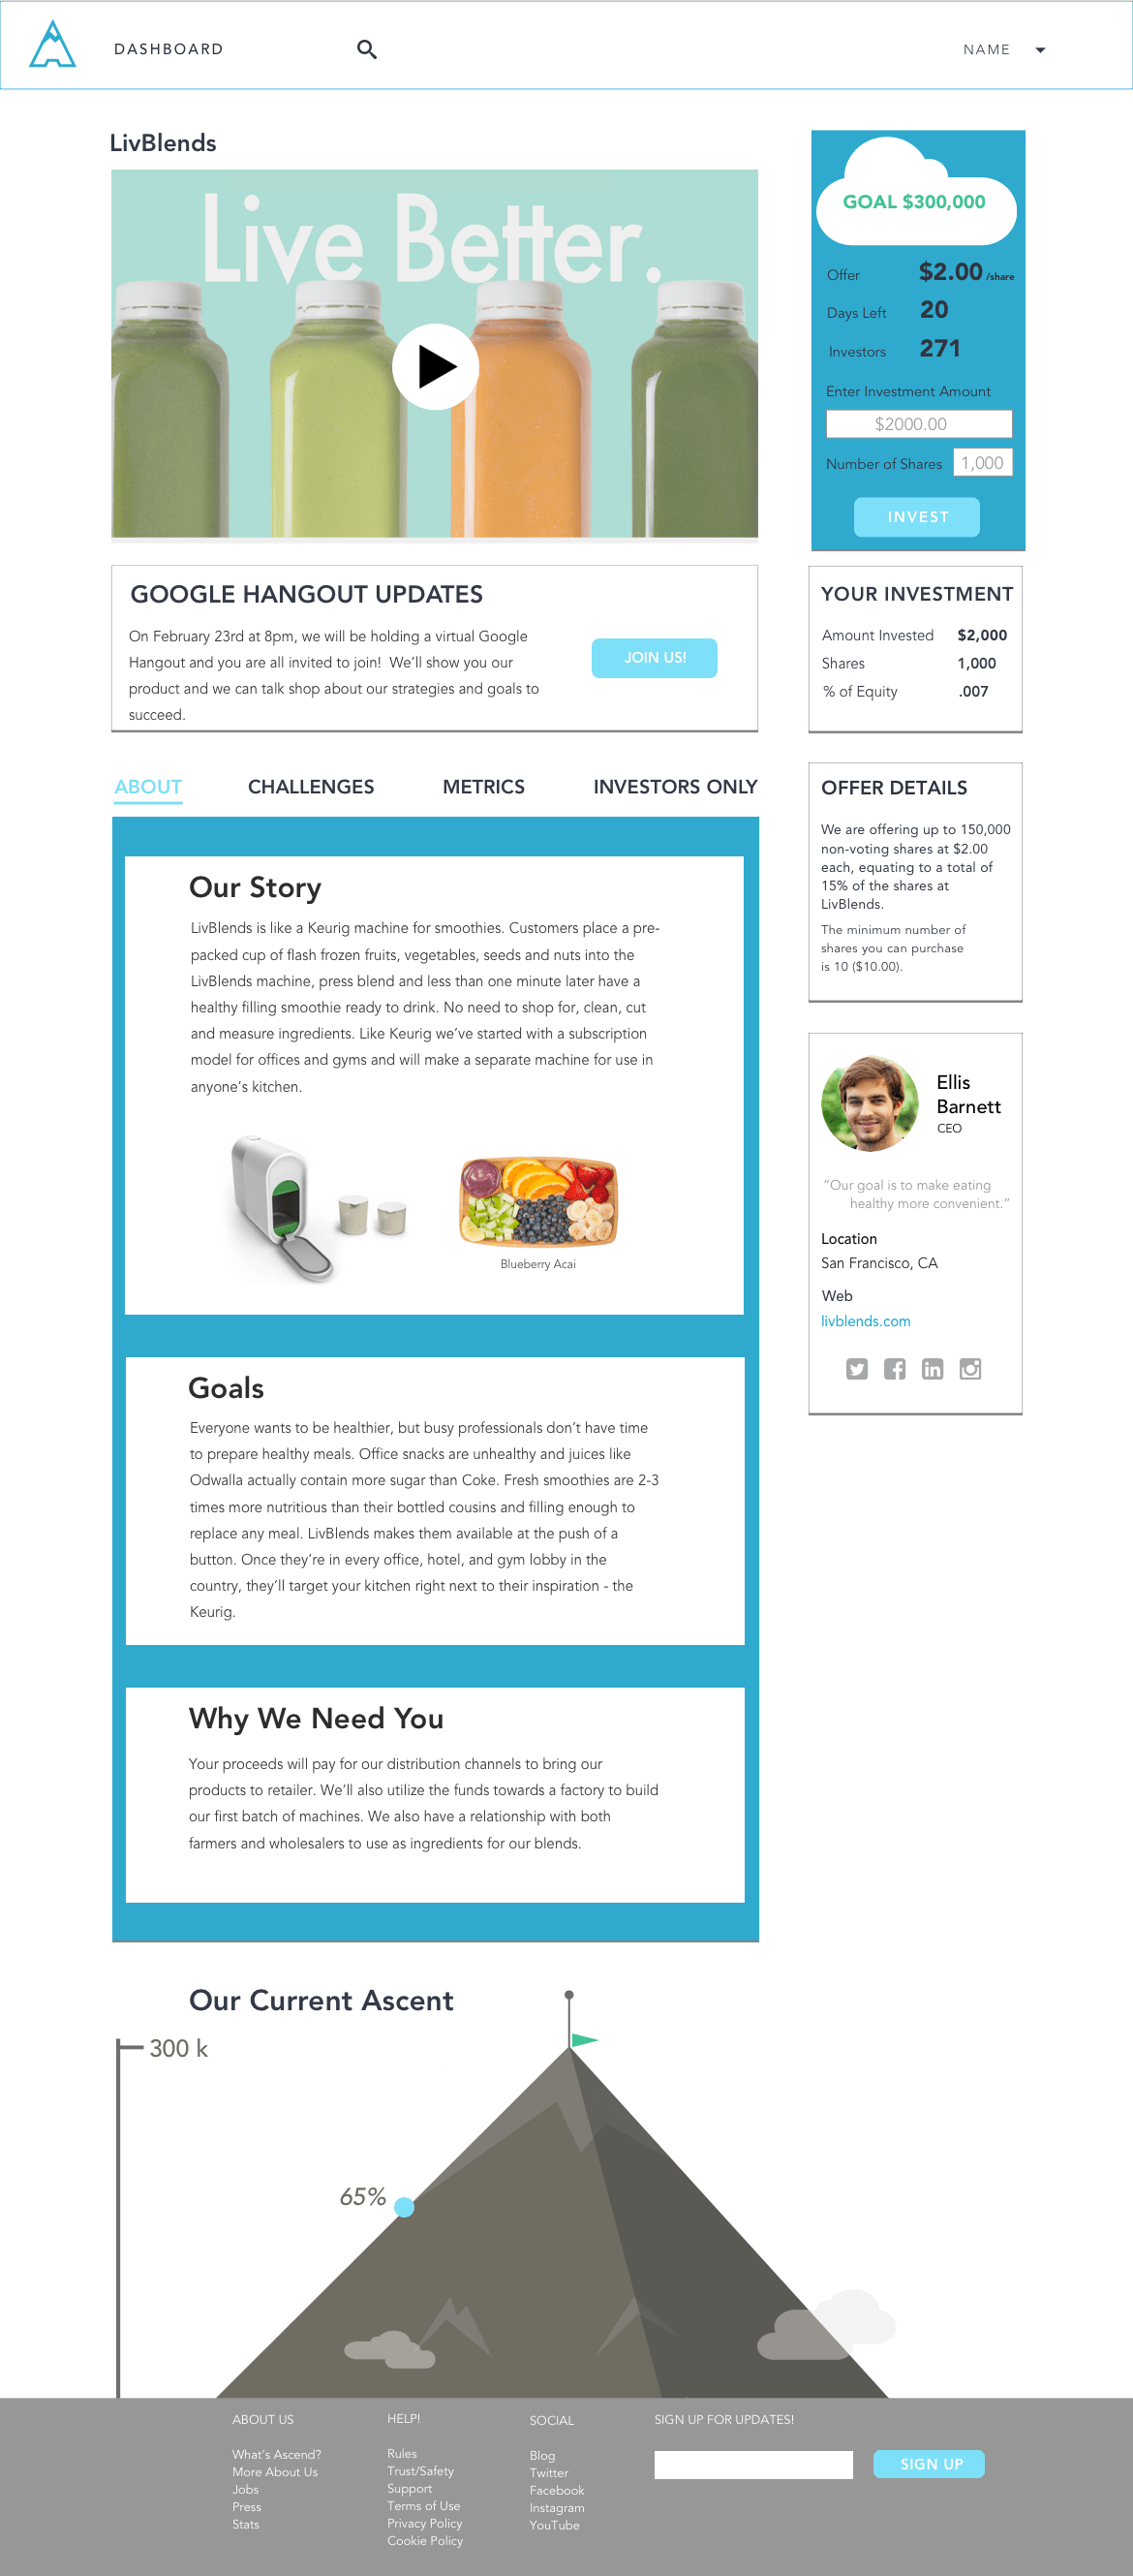 DASHBOARD
NAME
LivBlends
Live Better.
GOAL $300,000
Offer $2.00 /share
Days Left 20
Investors 271
Enter Investment Amount
$2000.00
Number of Shares 1,000
INVEST
GOOGLE HANGOUT UPDATES
On February 23rd at 8pm, we will be holding a virtual Google
Hangout and you are all invited to join! We’ll show you our
product and we can talk shop about our strategies and goals to
succeed.
JOIN US!
YOUR INVESTMENT
Amount Invested $2,000
Shares 1,000
% of Equity .007
ABOUT CHALLENGES METRICS INVESTORS ONLY
OFFER DETAILS
We are offering up to 150,000
non-voting shares at $2.00
each, equating to a total of
15% of the shares at
LivBlends.
The minimum number of
shares you can purchase
is 10 ($10.00).
Our Story
LivBlends is like a Keurig machine for smoothies. Customers place a pre-
packed cup of flash frozen fruits, vegetables, seeds and nuts into the
LivBlends machine, press blend and less than one minute later have a
healthy filling smoothie ready to drink. No need to shop for, clean, cut
and measure ingredients. Like Keurig we’ve started with a subscription
model for offices and gyms and will make a separate machine for use in
anyone’s kitchen.
Blueberry Acai
Ellis
Barnett
CEO
“Our goal is to make eating
healthy more convenient.”
Location
San Francisco, CA
Web
livblends.com
Goals
Everyone wants to be healthier, but busy professionals don’t have time
to prepare healthy meals. Office snacks are unhealthy and juices like
Odwalla actually contain more sugar than Coke. Fresh smoothies are 2-3
times more nutritious than their bottled cousins and filling enough to
replace any meal. LivBlends makes them available at the push of a
button. Once they’re in every office, hotel, and gym lobby in the
country, they’ll target your kitchen right next to their inspiration - the
Keurig.
Why We Need You
Your proceeds will pay for our distribution channels to bring our
products to retailer. We’ll also utilize the funds towards a factory to build
our first batch of machines. We also have a relationship with both
farmers and wholesalers to use as ingredients for our blends.
Our Current Ascent
300 k
65%
ABOUT US
What’s Ascend?
More About Us
Jobs
Press
Stats
HELP!
Rules
Trust/Safety
Support
Terms of Use
Privacy Policy
Cookie Policy
SOCIAL
Blog
Twitter
Facebook
Instagram
YouTube
SIGN UP FOR UPDATES!
SIGN UP